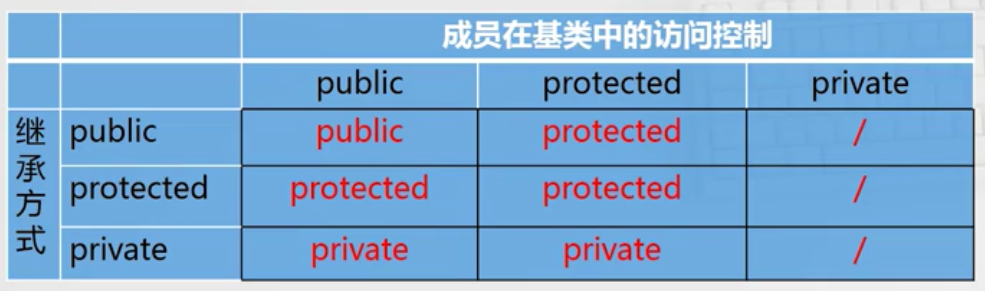 成员在基类中的访问控制
public protected private
继承方式
public public protected /
protected protected protected /
private private private /